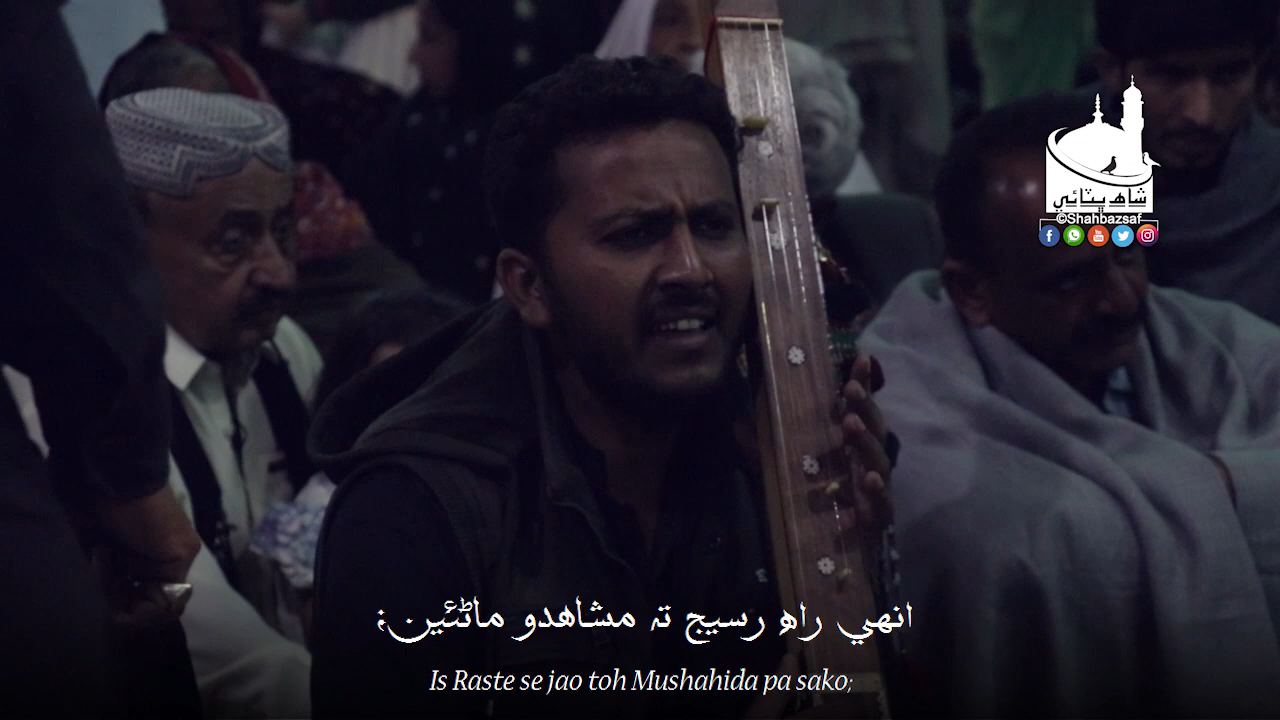 شاھ ڀٽائي
©Shahbazsaf
انهي راھ رسيج تہ مشاهدو ماڻئين؛
Is Raste se jao toh Mushahida pa sako;